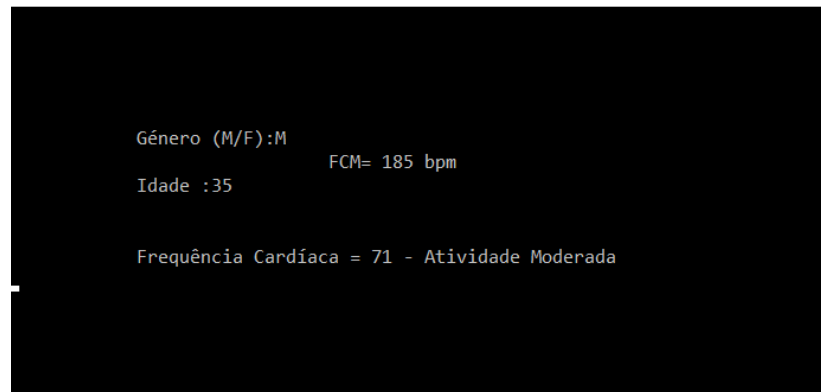 Género (M/F):M
FCM= 185 bpm
Idade :35
Frequência Cardíaca = 71 - Atividade Moderada